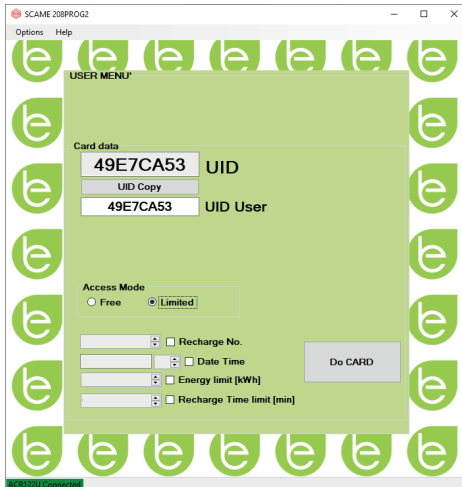 SCAME 208PROG2
Options Help
USER MENU'
Card data
49E7CA53 UID
UID Copy
49E7CA53 UID User
Access Mode
Free Limited
Recharge No.
Date Time
Do CARD
Energy limit [kWh]
Recharge Time limit [min]
ACR122U Connected